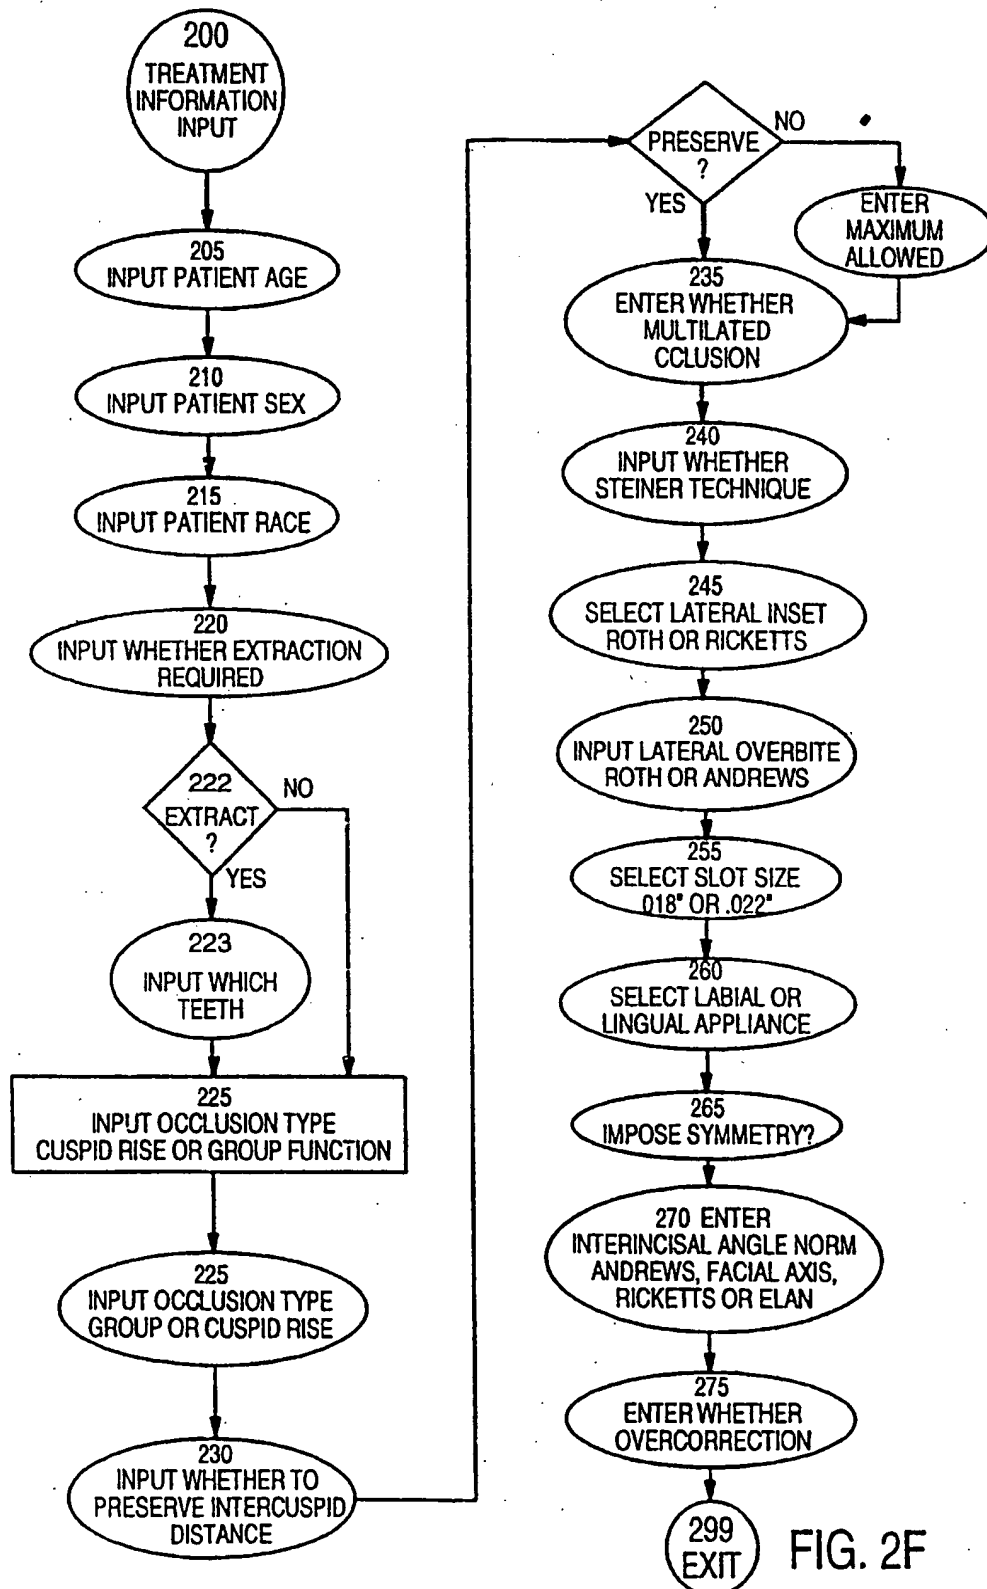 200
TREATMENT
INFORMATION
INPUT
205
INPUT PATIENT AGE
210
INPUT PATIENT SEX
215
INPUT PATIENT RACE
220
INPUT WHETHER EXTRACTION
REQUIRED
222
EXTRACT
?
NO
YES
223
INPUT WHICH
TEETH
225
INPUT OCCLUSION TYPE
CUSPID RISE OR GROUP FUNCTION
225
INPUT OCCLUSION TYPE
GROUP OR CUSPID RISE
230
INPUT WHETHER TO
PRESERVE INTERCUSPID
DISTANCE
PRESERVE
?
NO
YES
ENTER
MAXIMUM
ALLOWED
235
ENTER WHETHER
MULTILATED
CCLUSION
240
INPUT WHETHER
STEINER TECHNIQUE
245
SELECT LATERAL INSET
ROTH OR RICKETTS
250
INPUT LATERAL OVERBITE
ROTH OR ANDREWS
255
SELECT SLOT SIZE
.018" OR .022"
260
SELECT LABIAL OR
LINGUAL APPLIANCE
265
IMPOSE SYMMETRY?
270 ENTER
INTERINCISAL ANGLE NORM
ANDREWS, FACIAL AXIS,
RICKETTS OR ELAN
275
ENTER WHETHER
OVERCORRECTION
299
EXIT
FIG. 2F